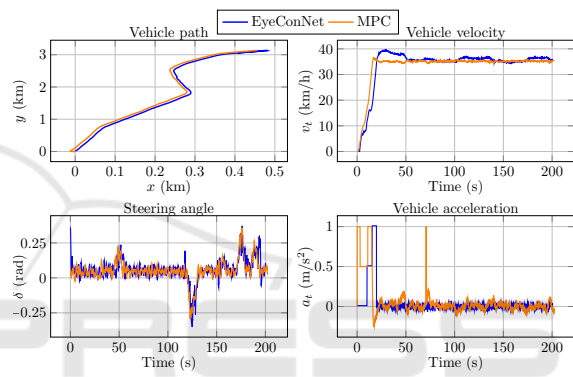 EyeConNet MPC
Vehicle path
3
2
1
0
y (km)
0 0.1 0.2 0.3 0.4 0.5
x (km)
Vehicle velocity
40
30
20
10
0
v_t (km/h)
0 50 100 150 200
Time (s)
Steering angle
0.25
0
−0.25
δ (rad)
0 50 100 150 200
Time (s)
Vehicle acceleration
1
0.5
0
a_t (m/s²)
0 50 100 150 200
Time (s)